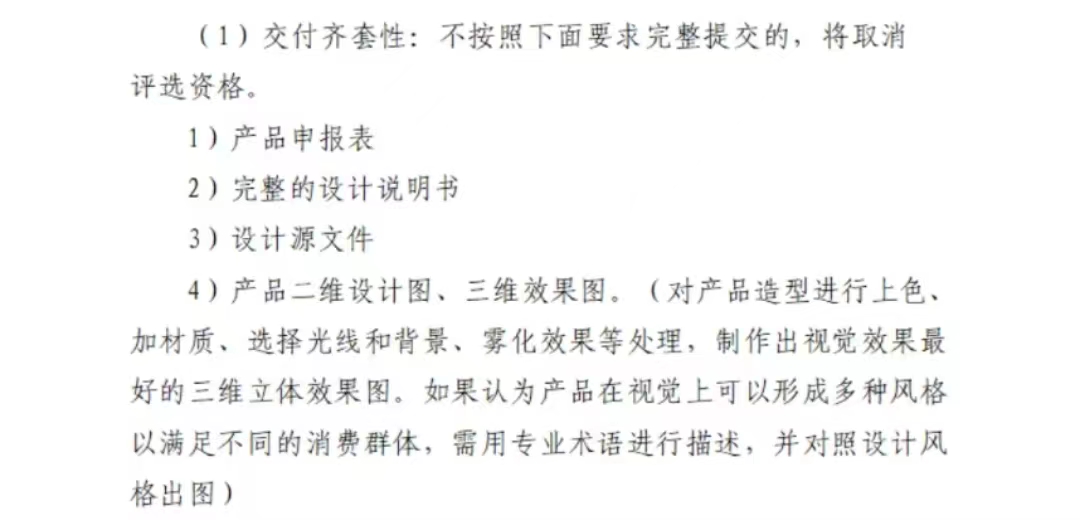 （1）交付齐套性：不按照下面要求完整提交的，将取消
评选资格。
1）产品申报表
2）完整的设计说明书
3）设计源文件
4）产品二维设计图、三维效果图。（对产品造型进行上色、
加材质、选择光线和背景、雾化效果等处理，制作出视觉效果最
好的三维立体效果图。如果认为产品在视觉上可以形成多种风格
以满足不同的消费群体，需用专业术语进行描述，并对照设计风
格出图）